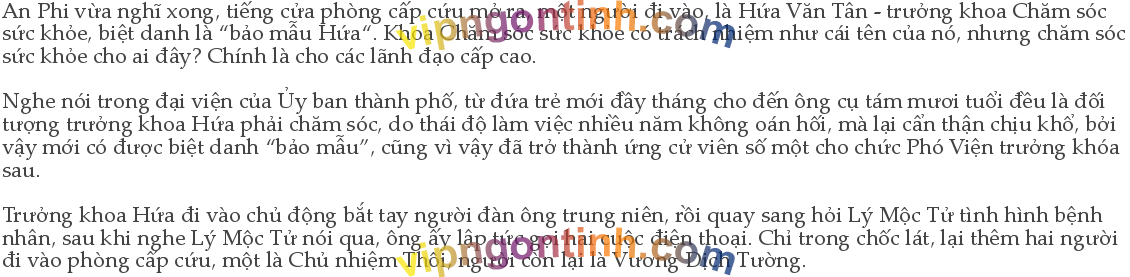 An Phi vừa nghĩ xong, tiếng cửa phòng cấp cứu mở ra, một người đi vào, là Hứa Văn Tân - trưởng khoa Chăm sóc
sức khỏe, biệt danh là “bảo mẫu Hứa“. Khoa Chăm sóc sức khỏe có trách nhiệm như cái tên của nó, nhưng chăm sóc
sức khỏe cho ai đây? Chính là cho các lãnh đạo cấp cao.
Nghe nói trong đại viện của Ủy ban thành phố, từ đứa trẻ mới đầy tháng cho đến ông cụ tám mươi tuổi đều là đối
tượng trưởng khoa Hứa phải chăm sóc, do thái độ làm việc nhiều năm không oán hối, mà lại cẩn thận chịu khổ, bởi
vậy mới có được biệt danh “bảo mẫu”, cũng vì vậy đã trở thành ứng cử viên số một cho chức Phó Viện trưởng khóa
sau.
Trưởng khoa Hứa đi vào chủ động bắt tay người đàn ông trung niên, rồi quay sang hỏi Lý Mộc Tử tình hình bệnh
nhân, sau khi nghe Lý Mộc Tử nói qua, ông ấy lập tức gọi hai cuộc điện thoại. Chỉ trong chốc lát, lại thêm hai người
đi vào phòng cấp cứu, một là Chủ nhiệm Thôi, người còn lại là Vương Dịch Tường.
vipngontinh.com
vipngontinh.com